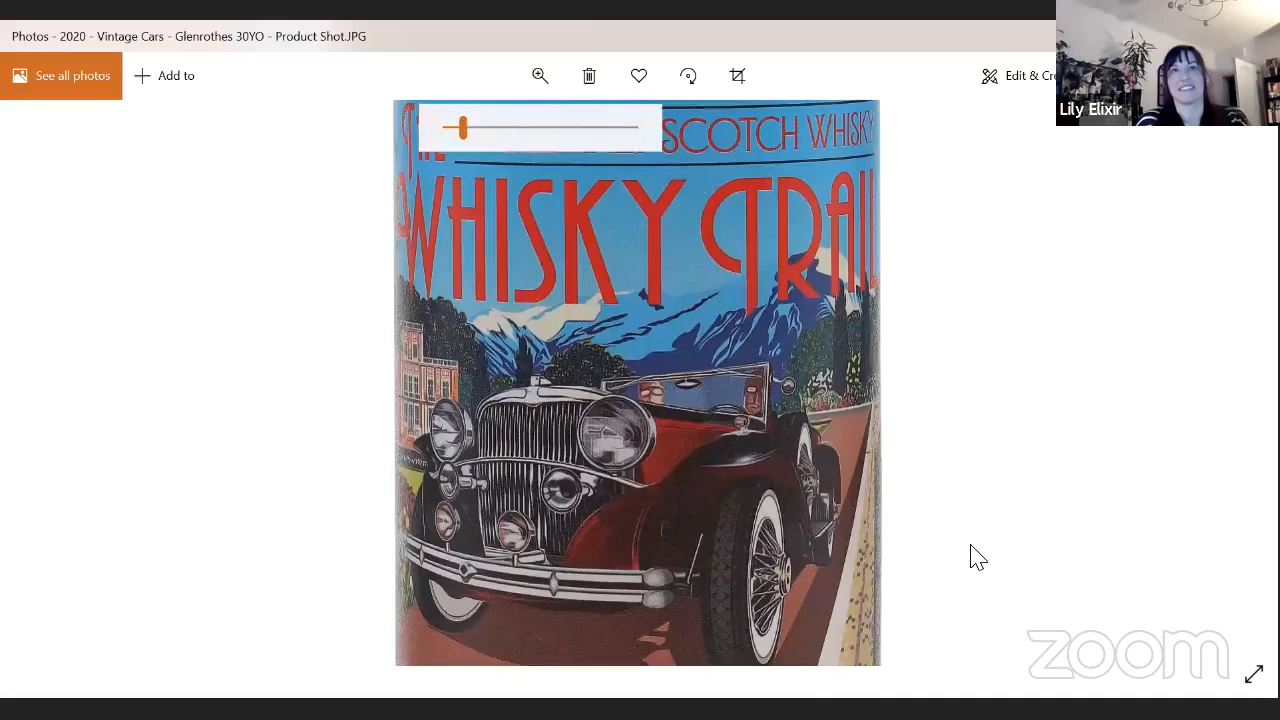 Photos - 2020 - Vintage Cars - Glenrothes 30YO - Product Shot.JPG
See all photos
Add to
Edit & Cre
Lily Elixir
THE
SCOTCH WHISKY
WHISKY TRAIL
zoom